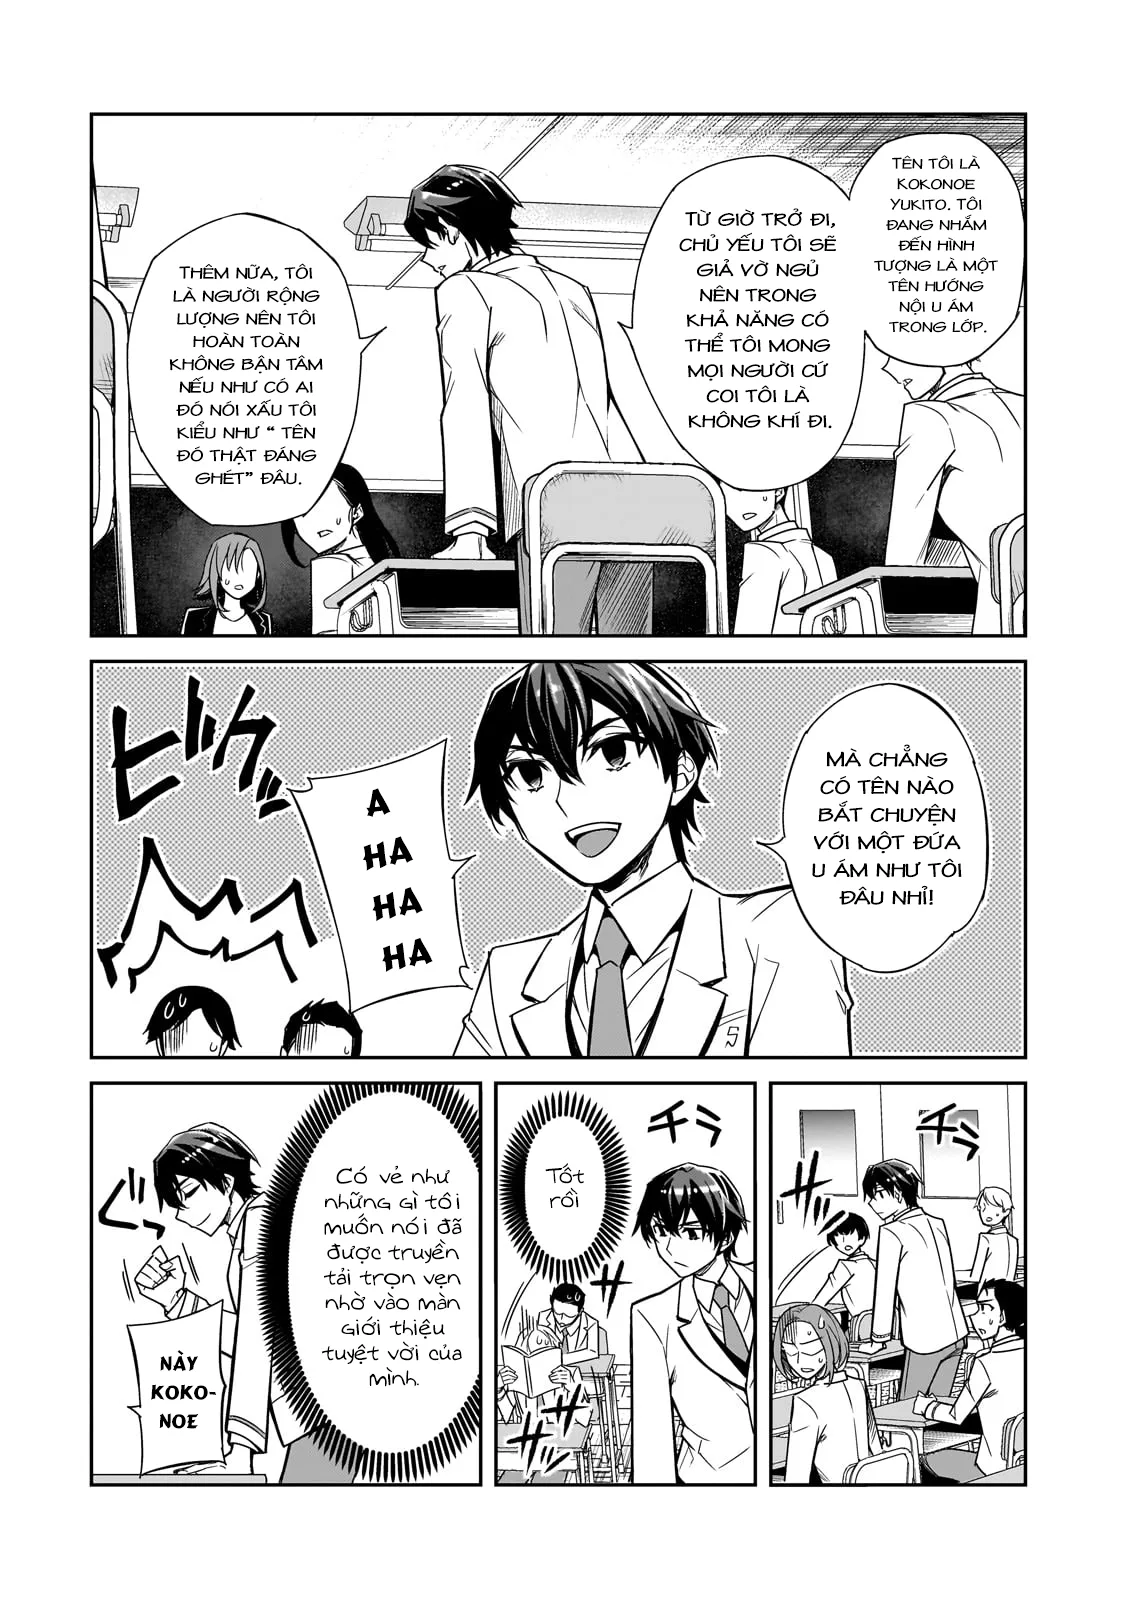 TÊN TÔI LÀ
KOKONOE
YUKITO. TÔI
ĐANG NHẮM
ĐẾN HÌNH
TƯỢNG LÀ MỘT
TÊN HƯỚNG
NỘI U ÁM
TRONG LỚP.
TỪ GIỜ TRỞ ĐI,
CHỦ YẾU TÔI SẼ
GIẢ VỜ NGỦ
NÊN TRONG
KHẢ NĂNG CÓ
THỂ TÔI MONG
MỌI NGƯỜI CỨ
COI TÔI LÀ
KHÔNG KHÍ ĐI.
THÊM NỮA, TÔI
LÀ NGƯỜI RỘNG
LƯỢNG NÊN TÔI
HOÀN TOÀN
KHÔNG BẬN TÂM
NẾU NHƯ CÓ AI
ĐÓ NÓI XẤU TÔI
KIỂU NHƯ “ TÊN
ĐÓ THẬT ĐÁNG
GHÉT” ĐÂU.
MÀ CHẲNG
CÓ TÊN NÀO
BẮT CHUYỆN
VỚI MỘT ĐỨA
U ÁM NHƯ TÔI
ĐÂU NHỈ!
A
HA
HA
HA
ビクッ
チラ
チラ
Tốt
rồi
ヒソヒソ
Có vẻ như
những gì tôi
muốn nói đã
được truyền
tải trọn vẹn
nhờ vào màn
giới thiệu
tuyệt vời của
mình.
ぐっ
NÀY
KOKO-
NOE